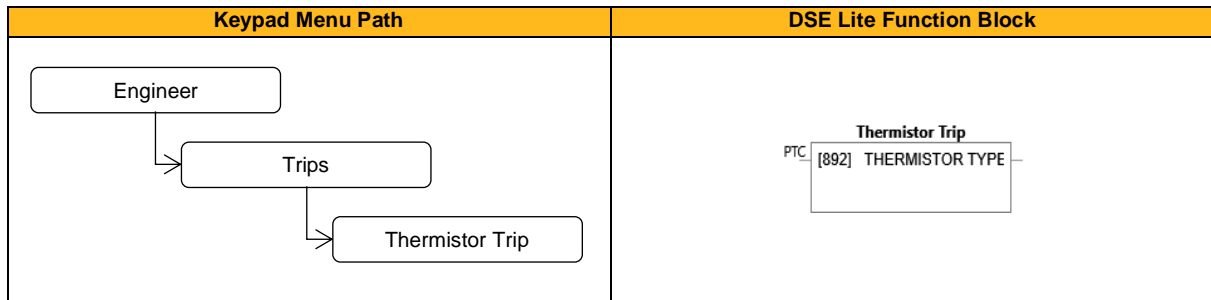 Keypad Menu Path
DSE Lite Function Block
Engineer
Trips
Thermistor Trip
Thermistor Trip
PTC [892] THERMISTOR TYPE